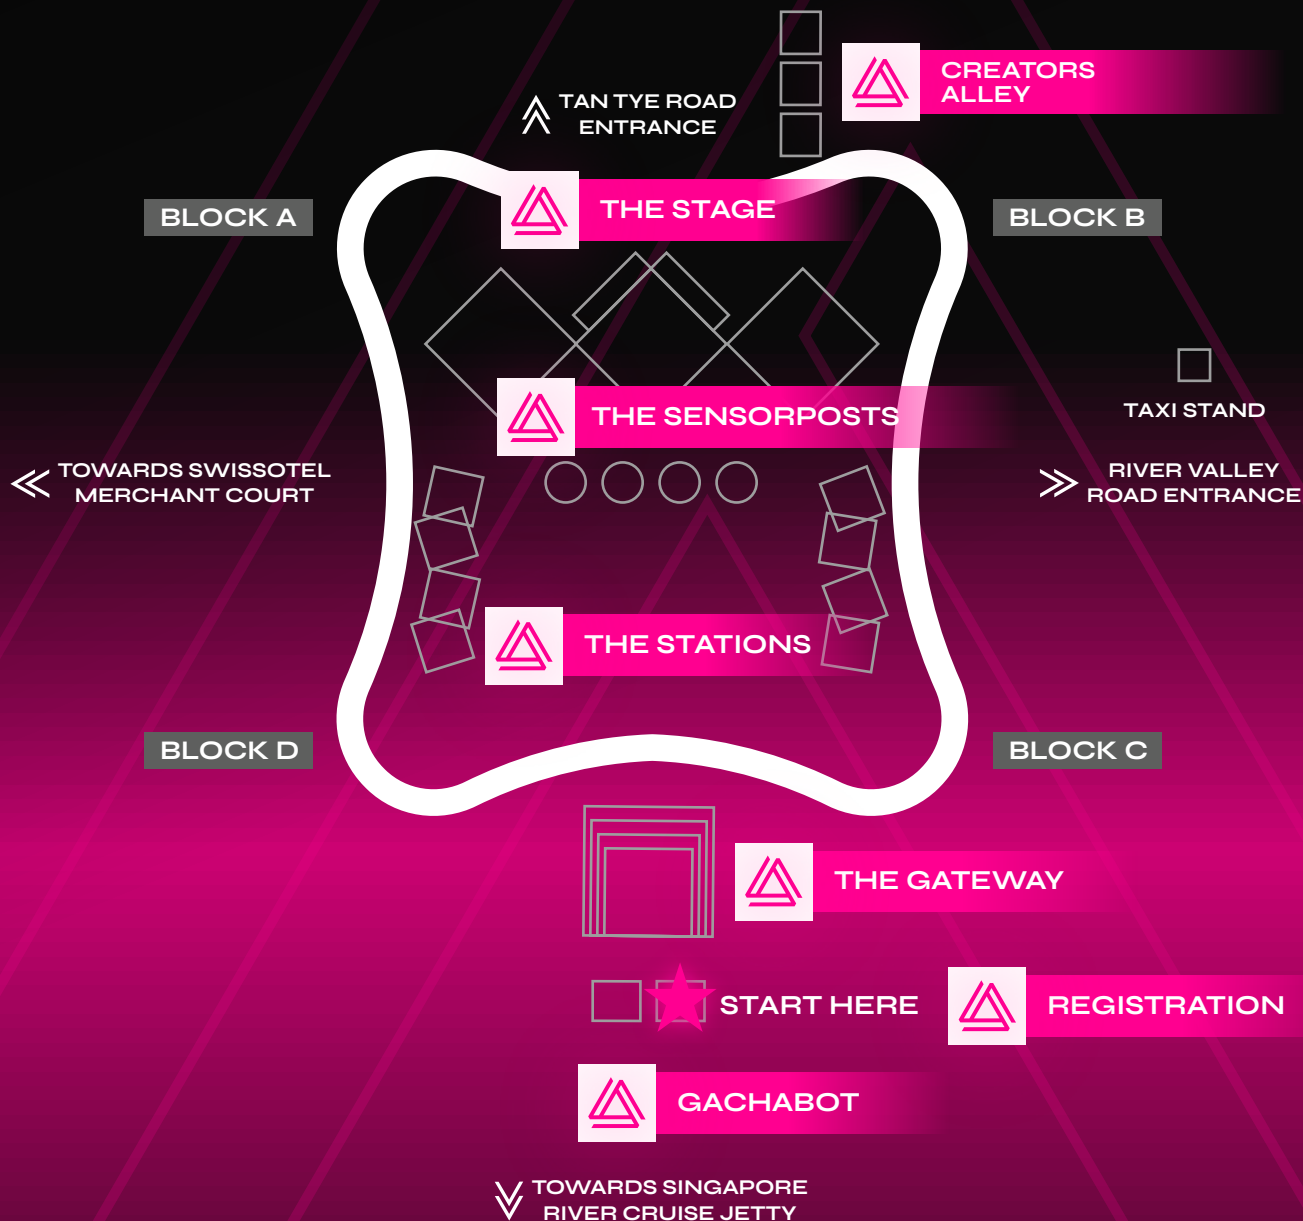 CREATORS
ALLEY
TAN TYE ROAD
ENTRANCE
THE STAGE
BLOCK A
BLOCK B
THE SENSORPOSTS
TAXI STAND
TOWARDS SWISSOTEL
MERCHANT COURT
RIVER VALLEY
ROAD ENTRANCE
THE STATIONS
BLOCK D
BLOCK C
THE GATEWAY
START HERE
REGISTRATION
GACHABOT
TOWARDS SINGAPORE
RIVER CRUISE JETTY